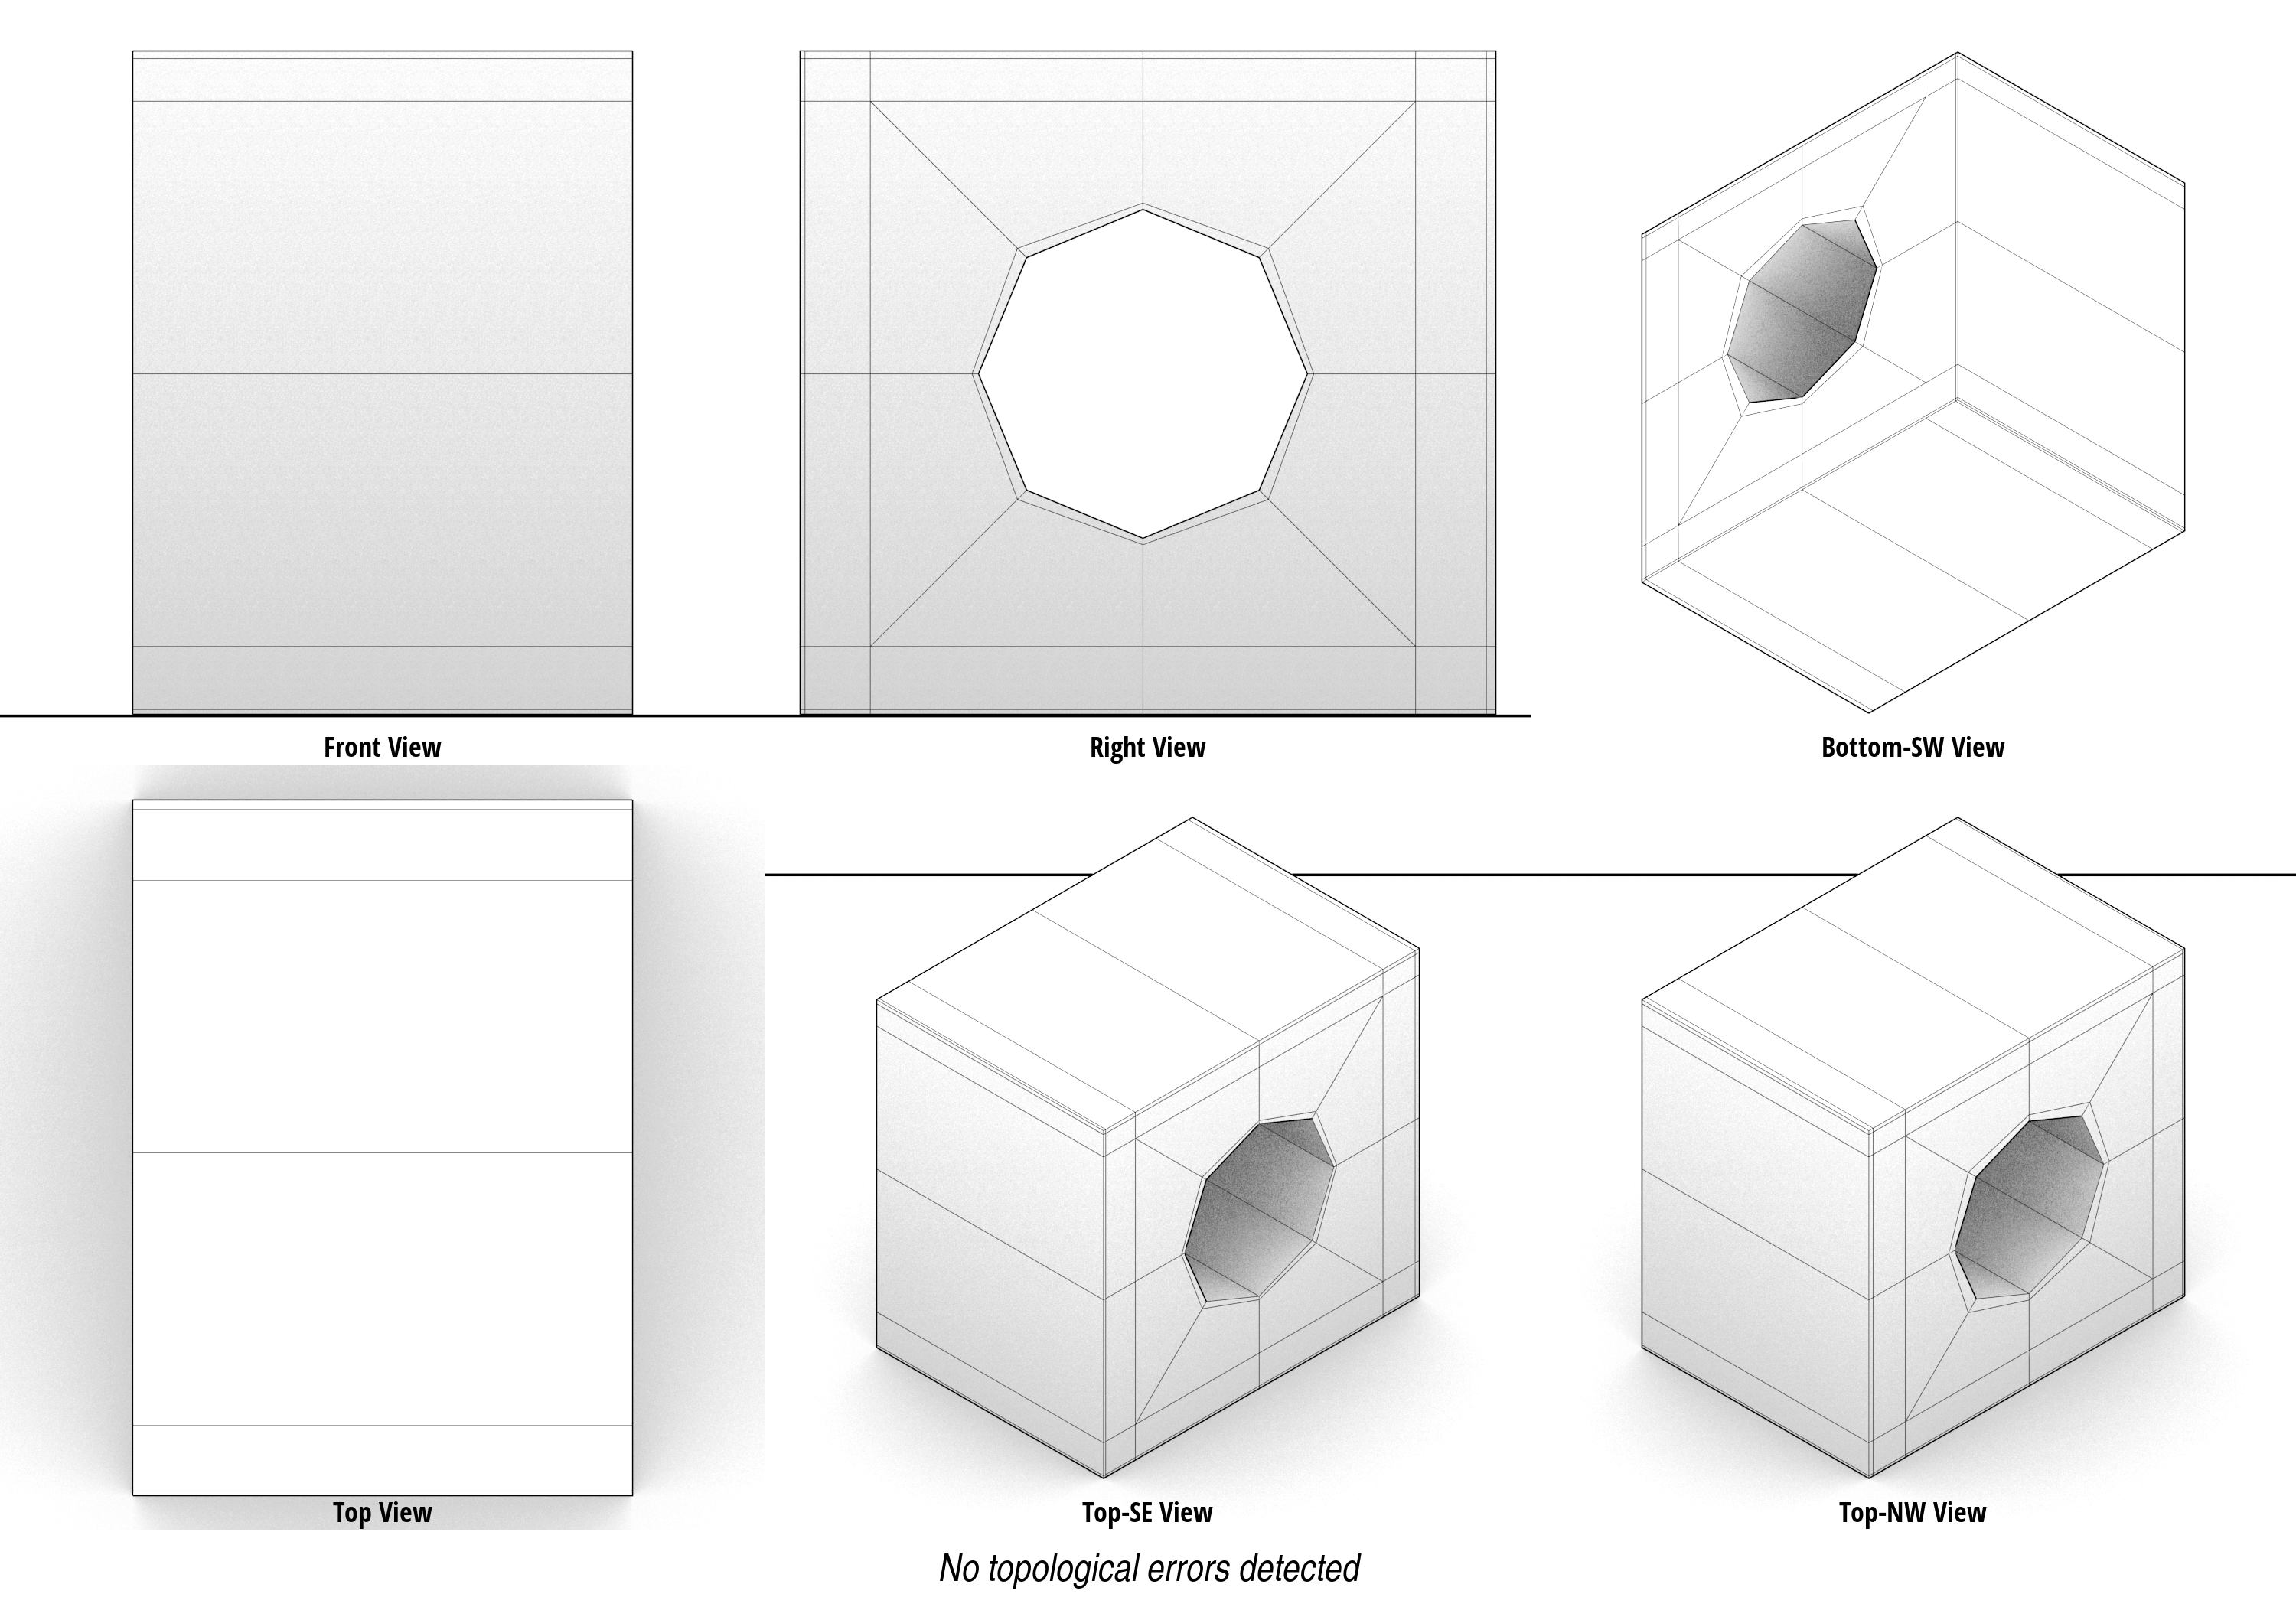 Front View
Right View
Bottom-SW View
Top View
Top-SE View
Top-NW View
No topological errors detected